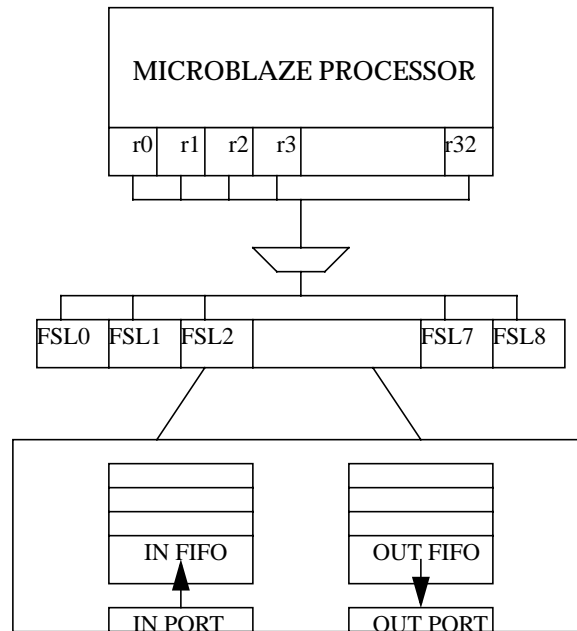 MICROBLAZE PROCESSOR
r0 r1 r2 r3 r32
FSL0 FSL1 FSL2 FSL7 FSL8
IN FIFO OUT FIFO
IN PORT OUT PORT